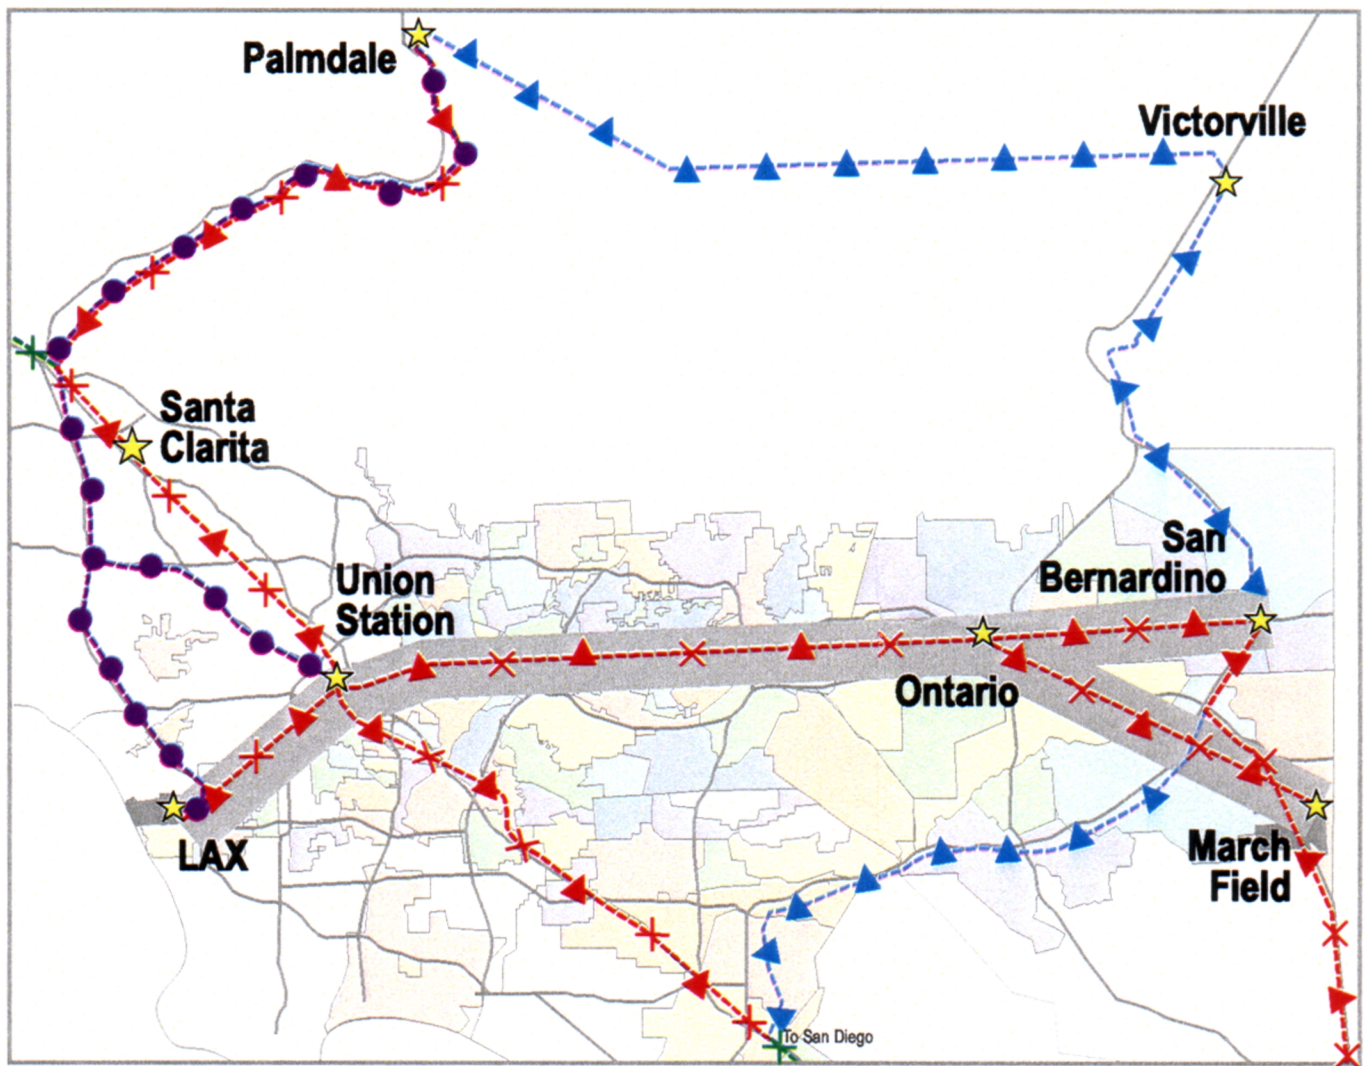 Palmdale
Victorville
Santa
Clarita
San
Bernardino
Union
Station
Ontario
LAX
March
Field
To San Diego